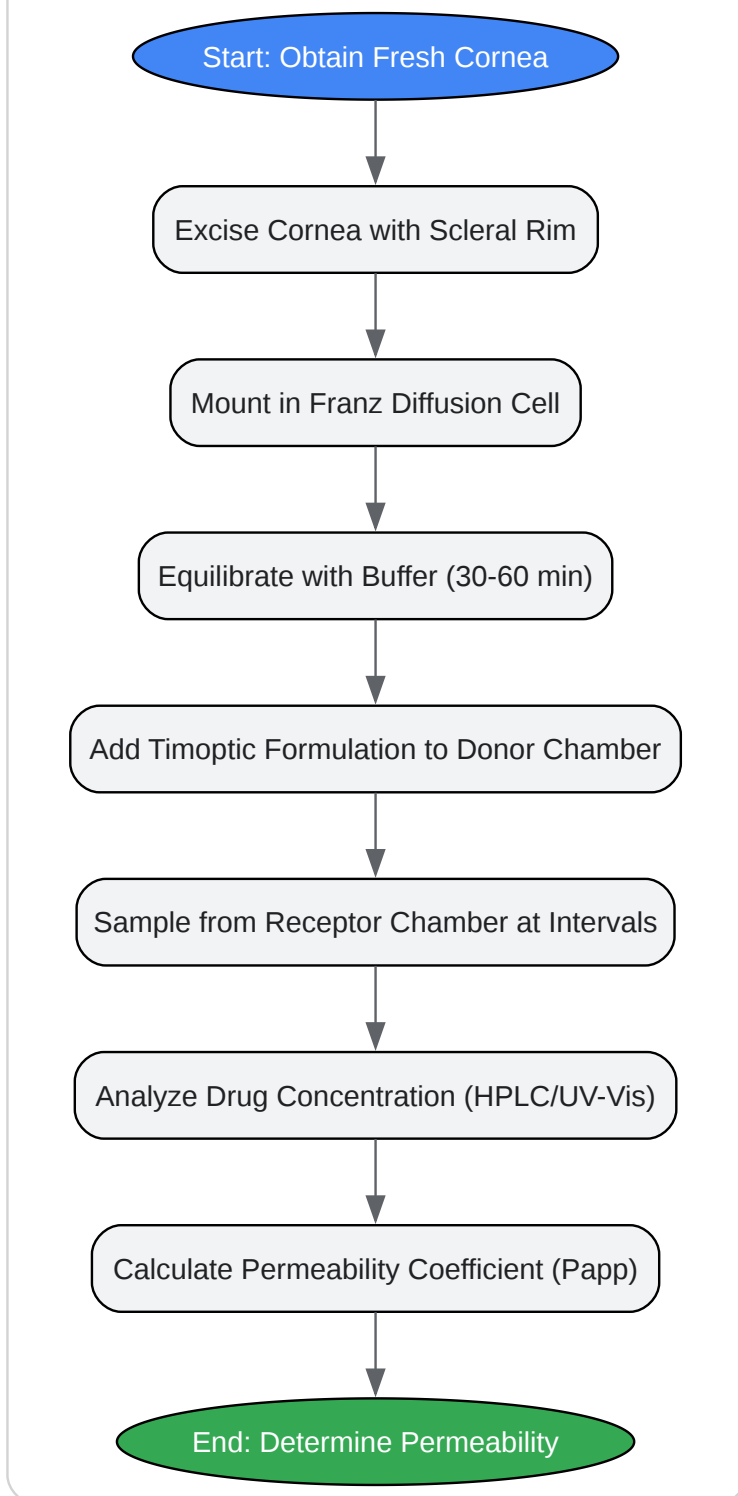 Start: Obtain Fresh Cornea
Excise Cornea with Scleral Rim
Mount in Franz Diffusion Cell
Equilibrate with Buffer (30-60 min)
Add Timoptic Formulation to Donor Chamber
Sample from Receptor Chamber at Intervals
Analyze Drug Concentration (HPLC/UV-Vis)
Calculate Permeability Coefficient (Papp)
End: Determine Permeability